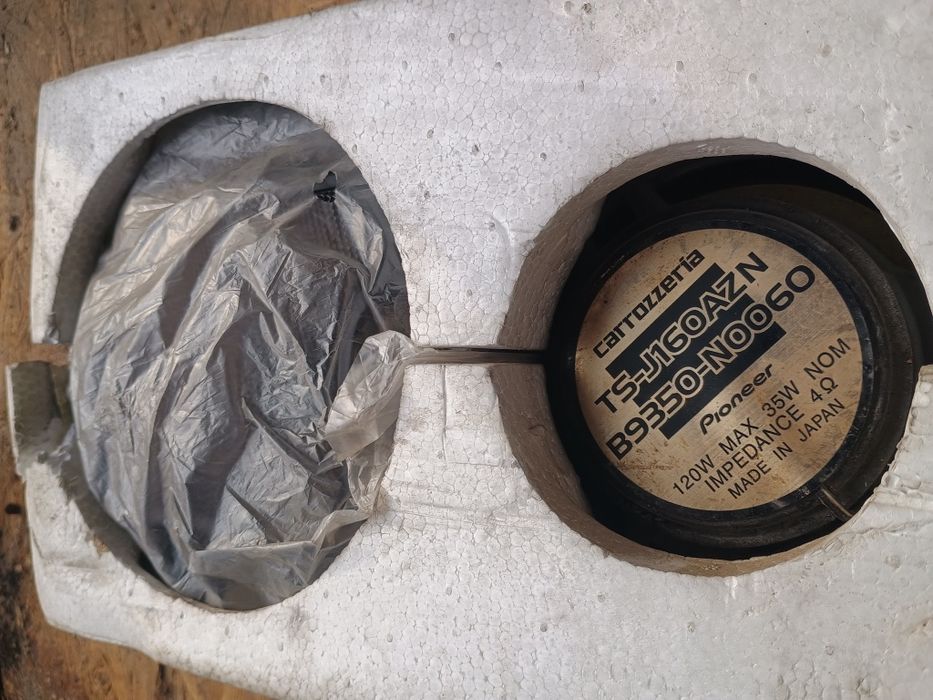 carrozzeria
TS-J160AZN
B9350-N0060
Pioneer
120W MAX 35W NOM
IMPEDANCE 4Ω
MADE IN JAPAN